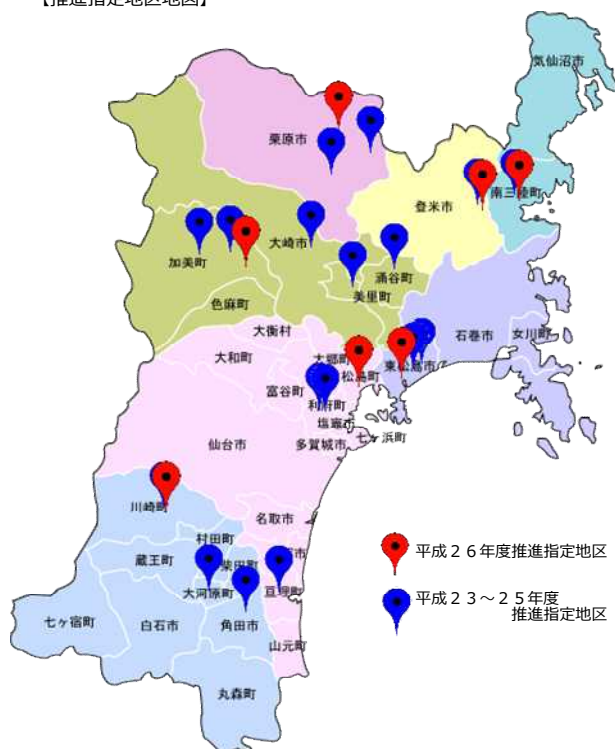 【推進指定地区地図】
気仙沼市
栗原市
南三陸町
登米市
大崎市
加美町
涌谷町
美里町
色麻町
大衡村
石巻市
女川町
大和町
大郷町
松島町
東松島市
富谷町
利府町
塩竈市
七ヶ浜町
仙台市
多賀城市
川崎町
名取市
村田町
蔵王町
柴田町
市
大河原町
亘理町
七ヶ宿町
白石市
角田市
山元町
丸森町
平成２６年度推進指定地区
平成２３～２５年度
推進指定地区